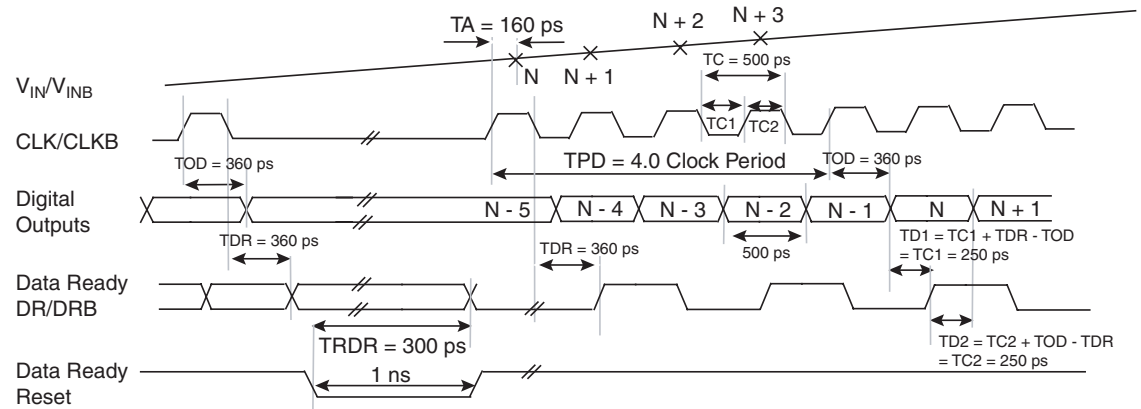 TA = 160 ps
N + 2
N + 3
N
N + 1
TC = 500 ps
V_IN/V_INB
TC1
TC2
CLK/CLKB
TOD = 360 ps
TPD = 4.0 Clock Period
TOD = 360 ps
Digital
Outputs
N - 5
N - 4
N - 3
N - 2
N - 1
N
N + 1
TDR = 360 ps
TDR = 360 ps
500 ps
TD1 = TC1 + TDR - TOD
= TC1 = 250 ps
Data Ready
DR/DRB
TRDR = 300 ps
TD2 = TC2 + TOD - TDR
= TC2 = 250 ps
Data Ready
Reset
1 ns